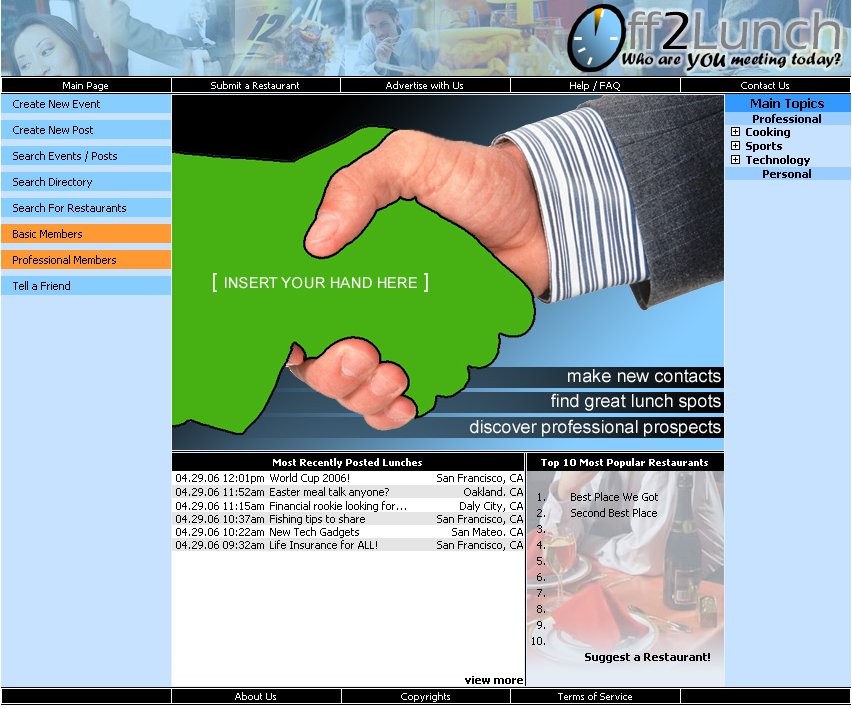 Off2Lunch
Who are YOU meeting today?
Main Page
Submit a Restaurant
Advertise with Us
Help / FAQ
Contact Us
Create New Event
Create New Post
Search Events / Posts
Search Directory
Search For Restaurants
Basic Members
Professional Members
Tell a Friend
[ INSERT YOUR HAND HERE ]
make new contacts
find great lunch spots
discover professional prospects
Main Topics
Professional
Cooking
Sports
Technology
Personal
Most Recently Posted Lunches
04.29.06 12:01pm World Cup 2006! San Francisco, CA
04.29.06 11:52am Easter meal talk anyone? Oakland, CA
04.29.06 11:15am Financial rookie looking for... Daly City, CA
04.29.06 10:37am Fishing tips to share San Francisco, CA
04.29.06 10:22am New Tech Gadgets San Mateo, CA
04.29.06 09:32am Life Insurance for ALL! San Francisco, CA
view more
Top 10 Most Popular Restaurants
1. Best Place We Got
2. Second Best Place
3.
4.
5.
6.
7.
8.
9.
10.
Suggest a Restaurant!
About Us
Copyrights
Terms of Service